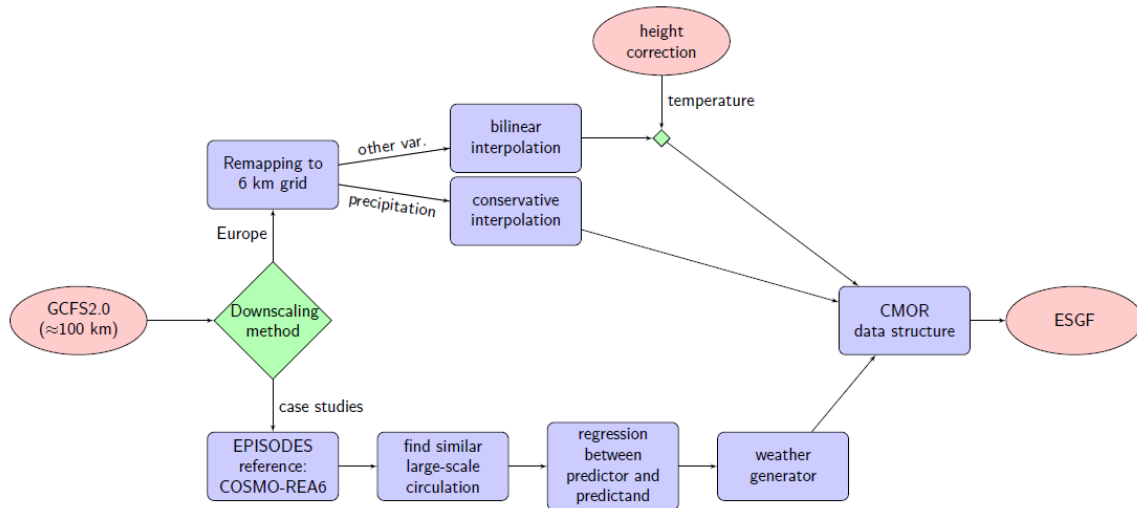 height
correction
temperature
other var.
bilinear
interpolation
Remapping to
6 km grid
precipitation
conservative
interpolation
Europe
GCFS2.0
(≈100 km)
Downscaling
method
CMOR
data structure
ESGF
case studies
EPISODES
reference:
COSMO-REA6
find similar
large-scale
circulation
regression
between
predictor and
predictand
weather
generator